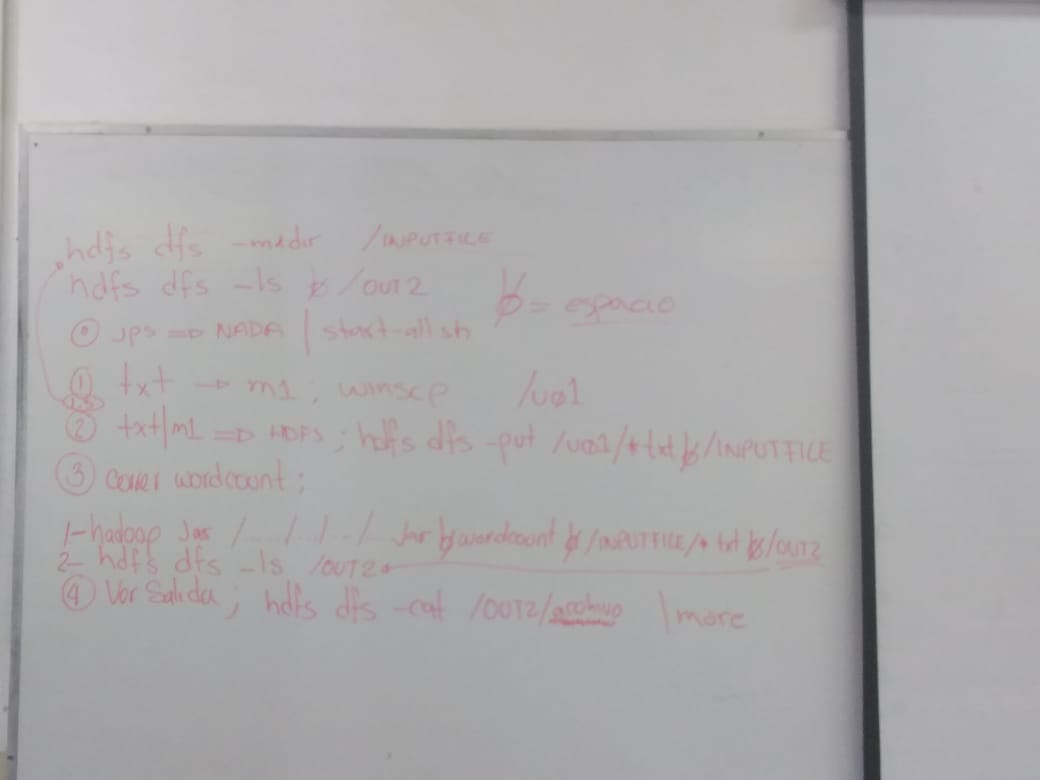 hdfs dfs -mkdir /INPUTFILE
hdfs dfs -ls ␢ /OUT2 ␢ = espacio
⓪ JPS => NADA | start-all.sh
① txt → m1; winscp /u01
1.5
② txt|m1 => HDFS; hdfs dfs -put /u01/*txt ␢/INPUTFILE
③ correr wordcount;
1- hadoop Jar /..../..../..../... Jar ␢ wordcount ␢ /INPUTFILE/*txt ␢/OUT2
2- hdfs dfs -ls /OUT2
④ Ver Salida; hdfs dfs -cat /OUT2/archivo | more